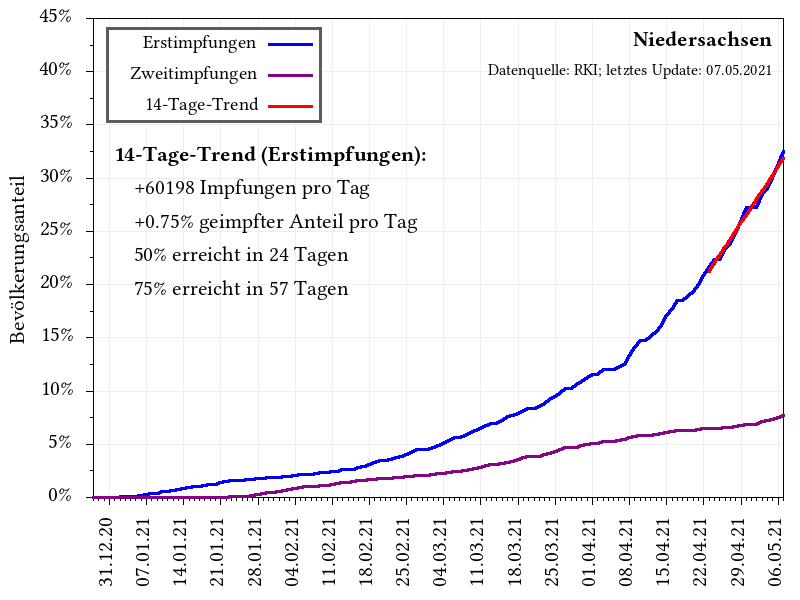 Niedersachsen
Datenquelle: RKI; letztes Update: 07.05.2021
Erstimpfungen
Zweitimpfungen
14-Tage-Trend
14-Tage-Trend (Erstimpfungen):
+60198 Impfungen pro Tag
+0.75% geimpfter Anteil pro Tag
50% erreicht in 24 Tagen
75% erreicht in 57 Tagen
Bevölkerungsanteil
45%
40%
35%
30%
25%
20%
15%
10%
5%
0%
31.12.20
07.01.21
14.01.21
21.01.21
28.01.21
04.02.21
11.02.21
18.02.21
25.02.21
04.03.21
11.03.21
18.03.21
25.03.21
01.04.21
08.04.21
15.04.21
22.04.21
29.04.21
06.05.21